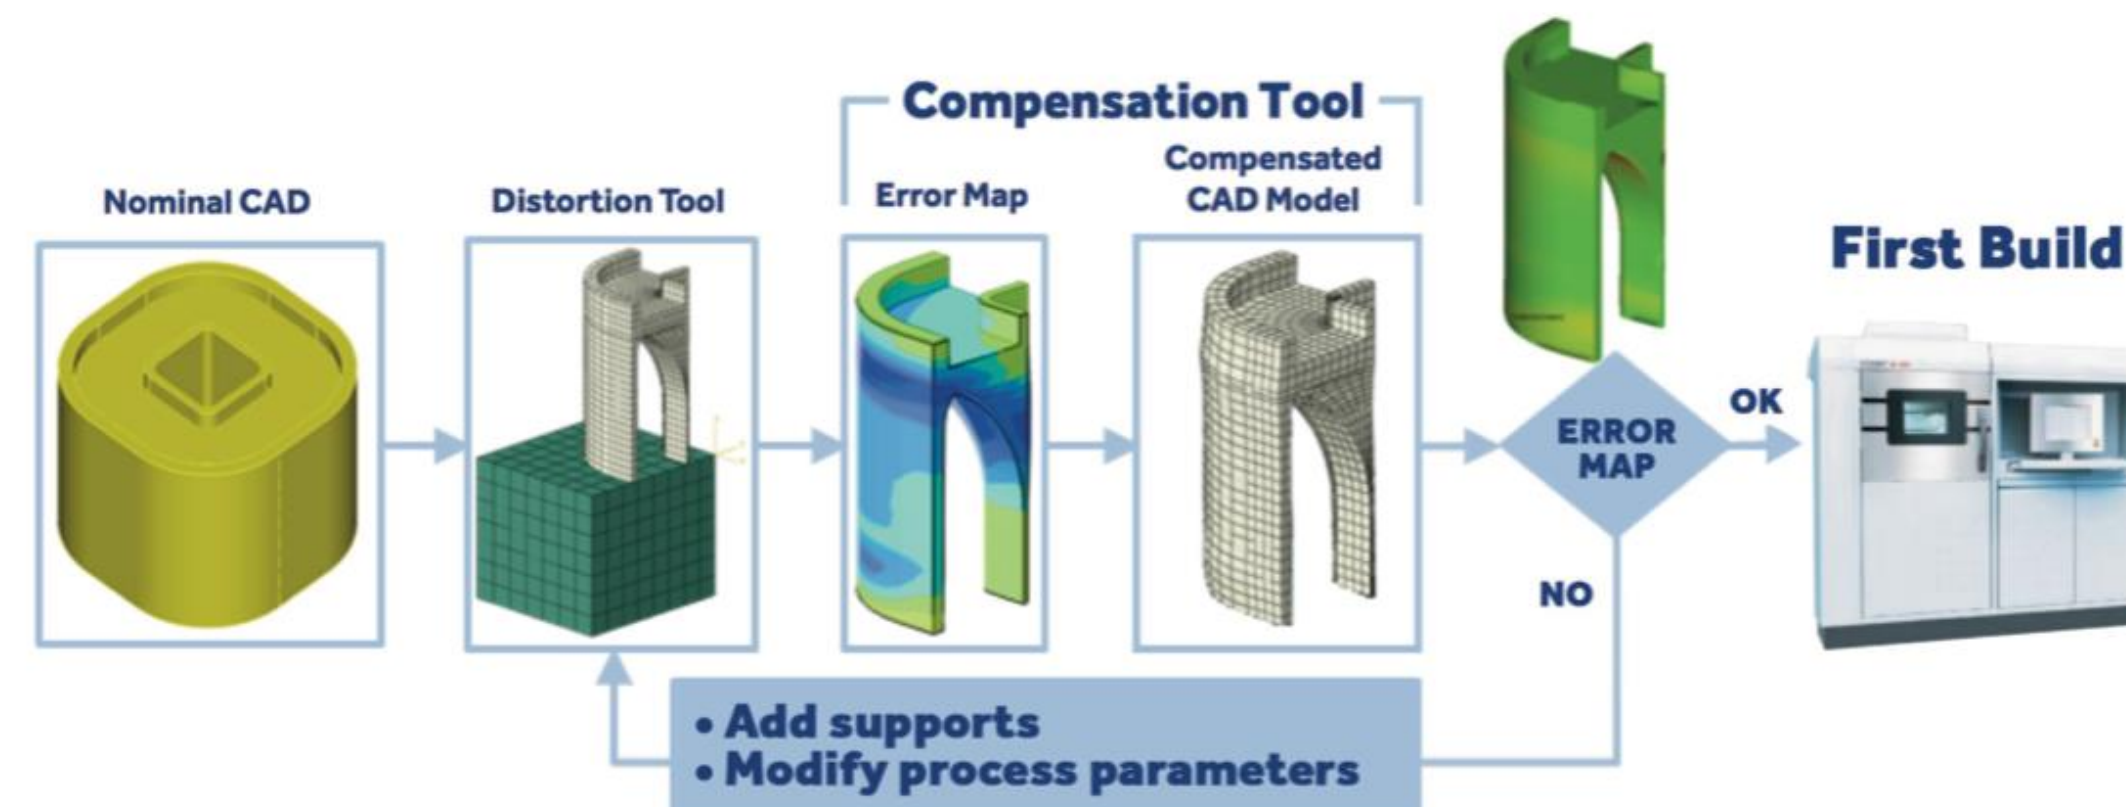 Compensation Tool
Nominal CAD
Distortion Tool
Error Map
Compensated
CAD Model
First Build
ERROR
MAP
OK
NO
• Add supports
• Modify process parameters